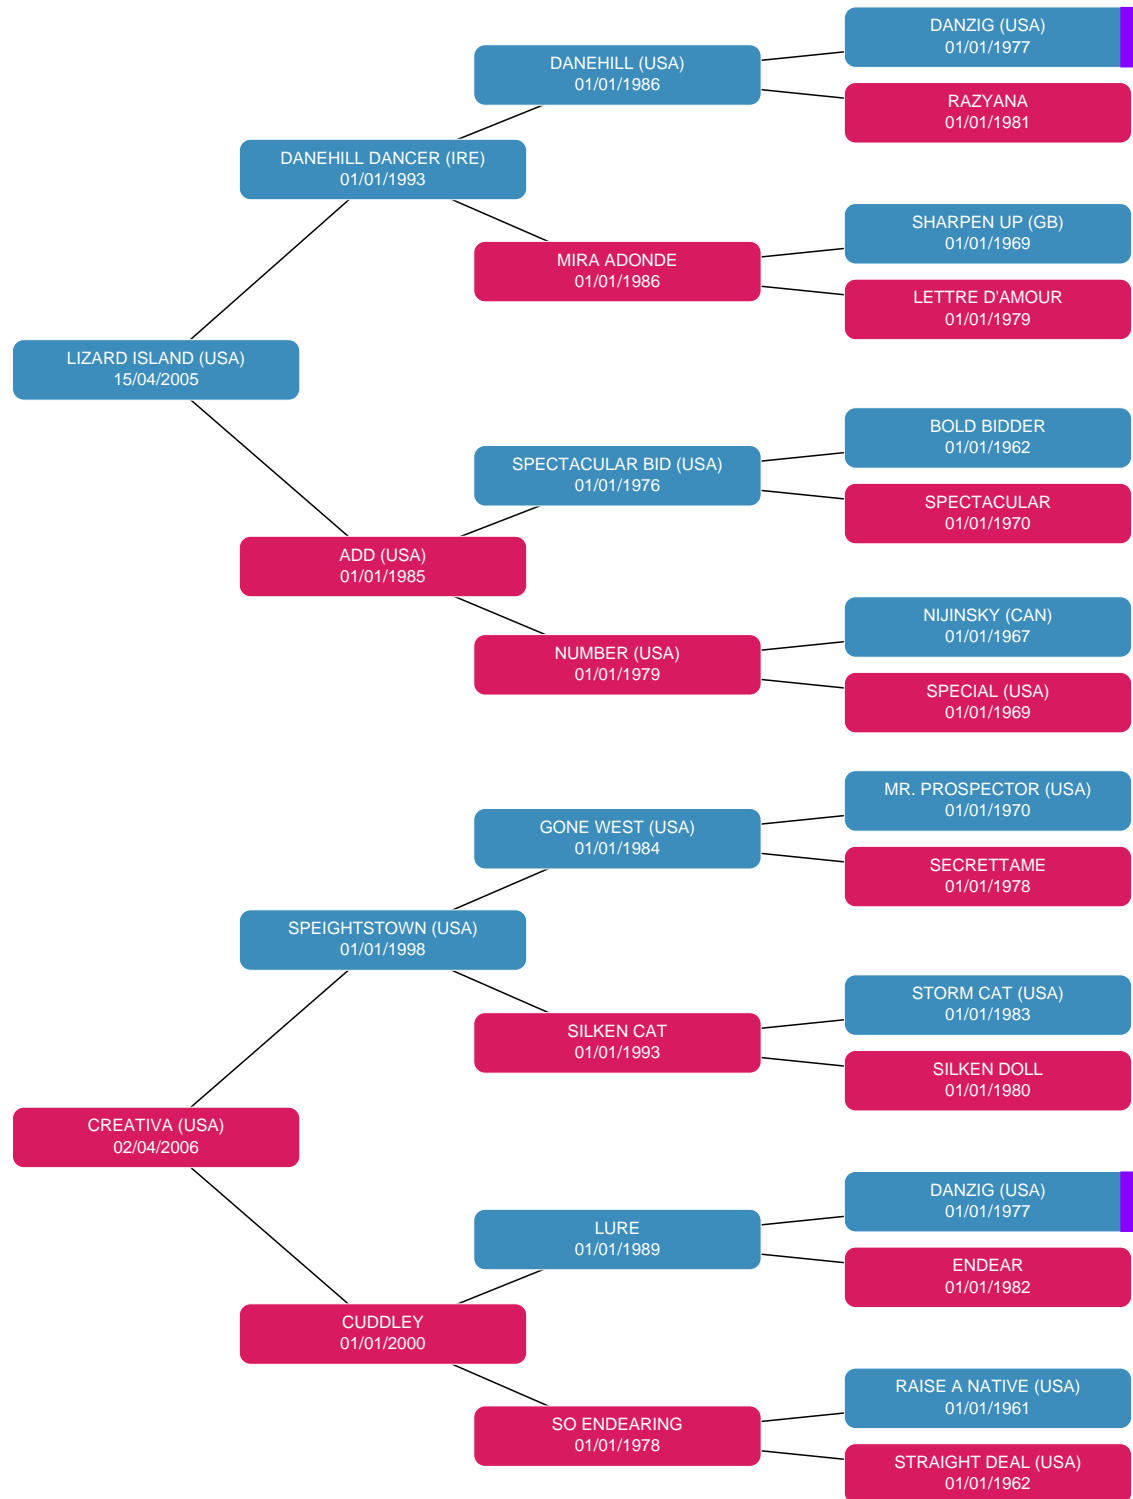 DANZIG (USA)
01/01/1977
DANEHILL (USA)
01/01/1986
RAZYANA
01/01/1981
DANEHILL DANCER (IRE)
01/01/1993
SHARPEN UP (GB)
01/01/1969
MIRA ADONDE
01/01/1986
LETTRE D'AMOUR
01/01/1979
LIZARD ISLAND (USA)
15/04/2005
BOLD BIDDER
01/01/1962
SPECTACULAR BID (USA)
01/01/1976
SPECTACULAR
01/01/1970
ADD (USA)
01/01/1985
NIJINSKY (CAN)
01/01/1967
NUMBER (USA)
01/01/1979
SPECIAL (USA)
01/01/1969
MR. PROSPECTOR (USA)
01/01/1970
GONE WEST (USA)
01/01/1984
SECRETTAME
01/01/1978
SPEIGHTSTOWN (USA)
01/01/1998
STORM CAT (USA)
01/01/1983
SILKEN CAT
01/01/1993
SILKEN DOLL
01/01/1980
CREATIVA (USA)
02/04/2006
DANZIG (USA)
01/01/1977
LURE
01/01/1989
ENDEAR
01/01/1982
CUDDLEY
01/01/2000
RAISE A NATIVE (USA)
01/01/1961
SO ENDEARING
01/01/1978
STRAIGHT DEAL (USA)
01/01/1962